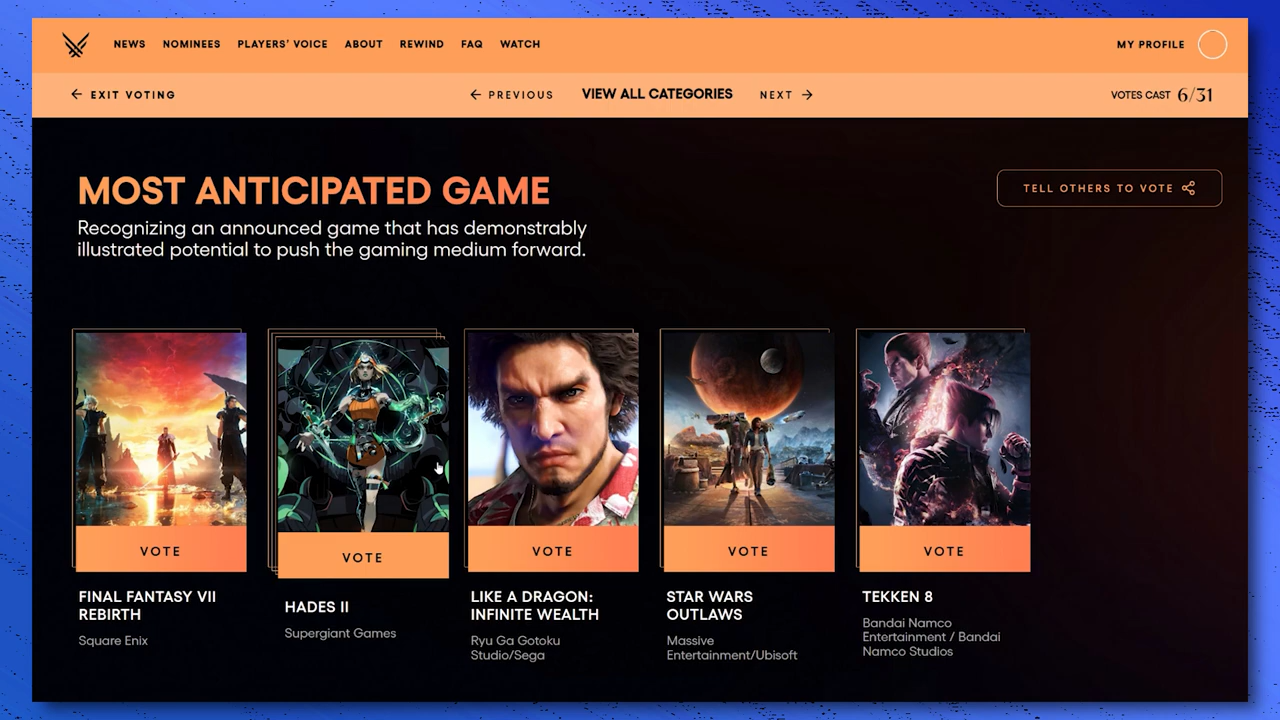 NEWS NOMINEES PLAYERS' VOICE ABOUT REWIND FAQ WATCH
MY PROFILE
EXIT VOTING
PREVIOUS VIEW ALL CATEGORIES NEXT
VOTES CAST 6/31
MOST ANTICIPATED GAME
TELL OTHERS TO VOTE
Recognizing an announced game that has demonstrably
illustrated potential to push the gaming medium forward.
VOTE
FINAL FANTASY VII
REBIRTH
Square Enix
VOTE
HADES II
Supergiant Games
VOTE
LIKE A DRAGON:
INFINITE WEALTH
Ryu Ga Gotoku
Studio/Sega
VOTE
STAR WARS
OUTLAWS
Massive
Entertainment/Ubisoft
VOTE
TEKKEN 8
Bandai Namco
Entertainment / Bandai
Namco Studios